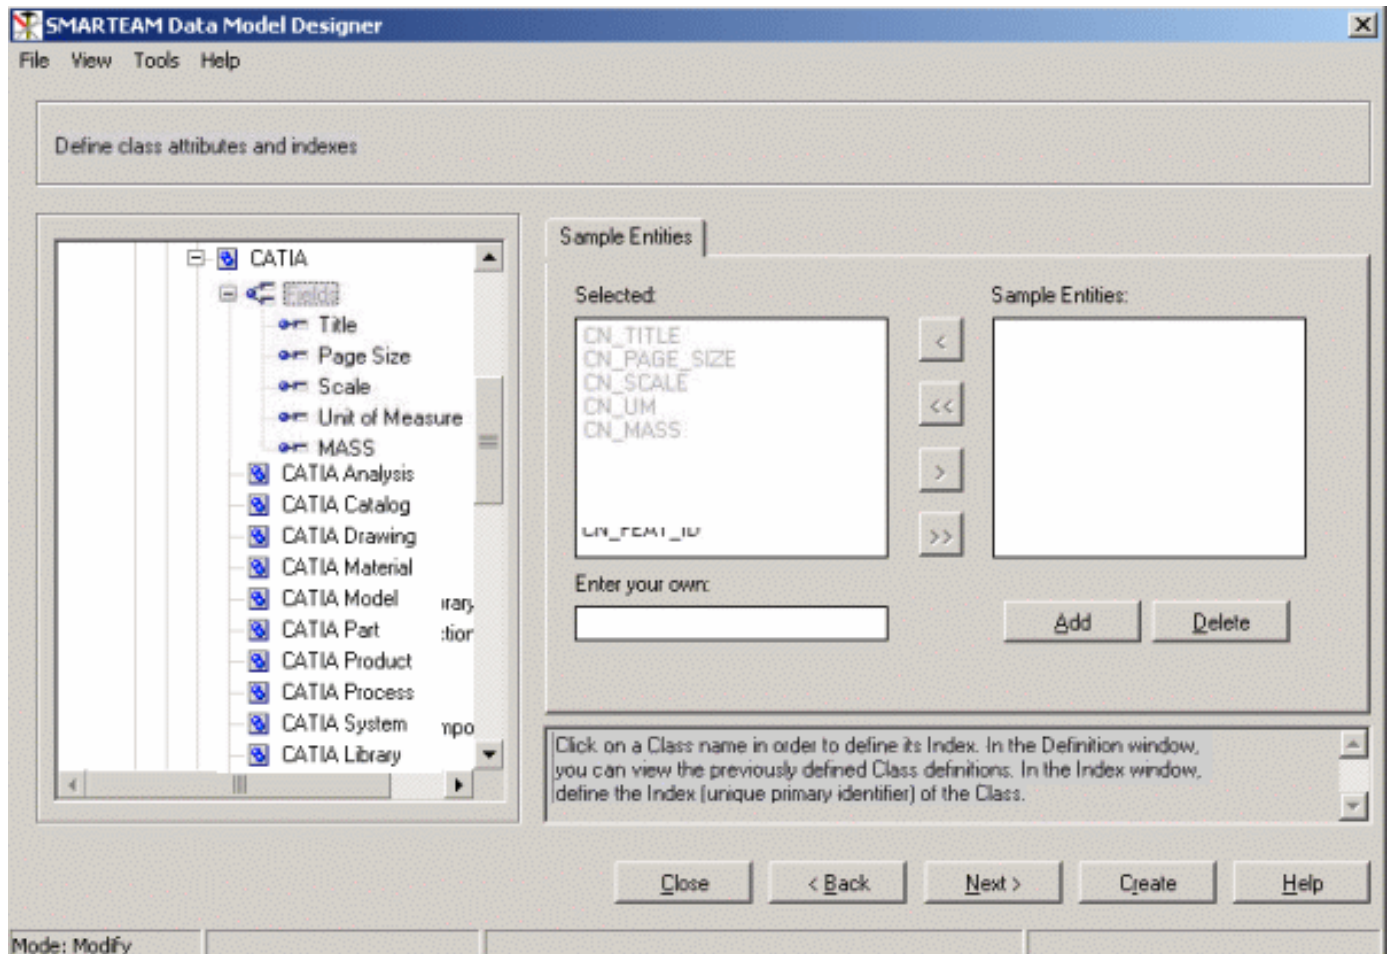 SMARTEAM Data Model Designer
File View Tools Help
Define class attributes and indexes
CATIA
Fields
Title
Page Size
Scale
Unit of Measure
MASS
CATIA Analysis
CATIA Catalog
CATIA Drawing
CATIA Material
CATIA Model
CATIA Part
CATIA Product
CATIA Process
CATIA System
CATIA Library
Sample Entities
Selected:
CN_TITLE
CN_PAGE_SIZE
CN_SCALE
CN_UM
CN_MASS
CN_FEAT_ID
Enter your own:
<
<<
>
>>
Sample Entities:
Add Delete
Click on a Class name in order to define its Index. In the Definition window,
you can view the previously defined Class definitions. In the Index window,
define the Index (unique primary identifier) of the Class.
Close < Back Next > Create Help
Mode: Modify